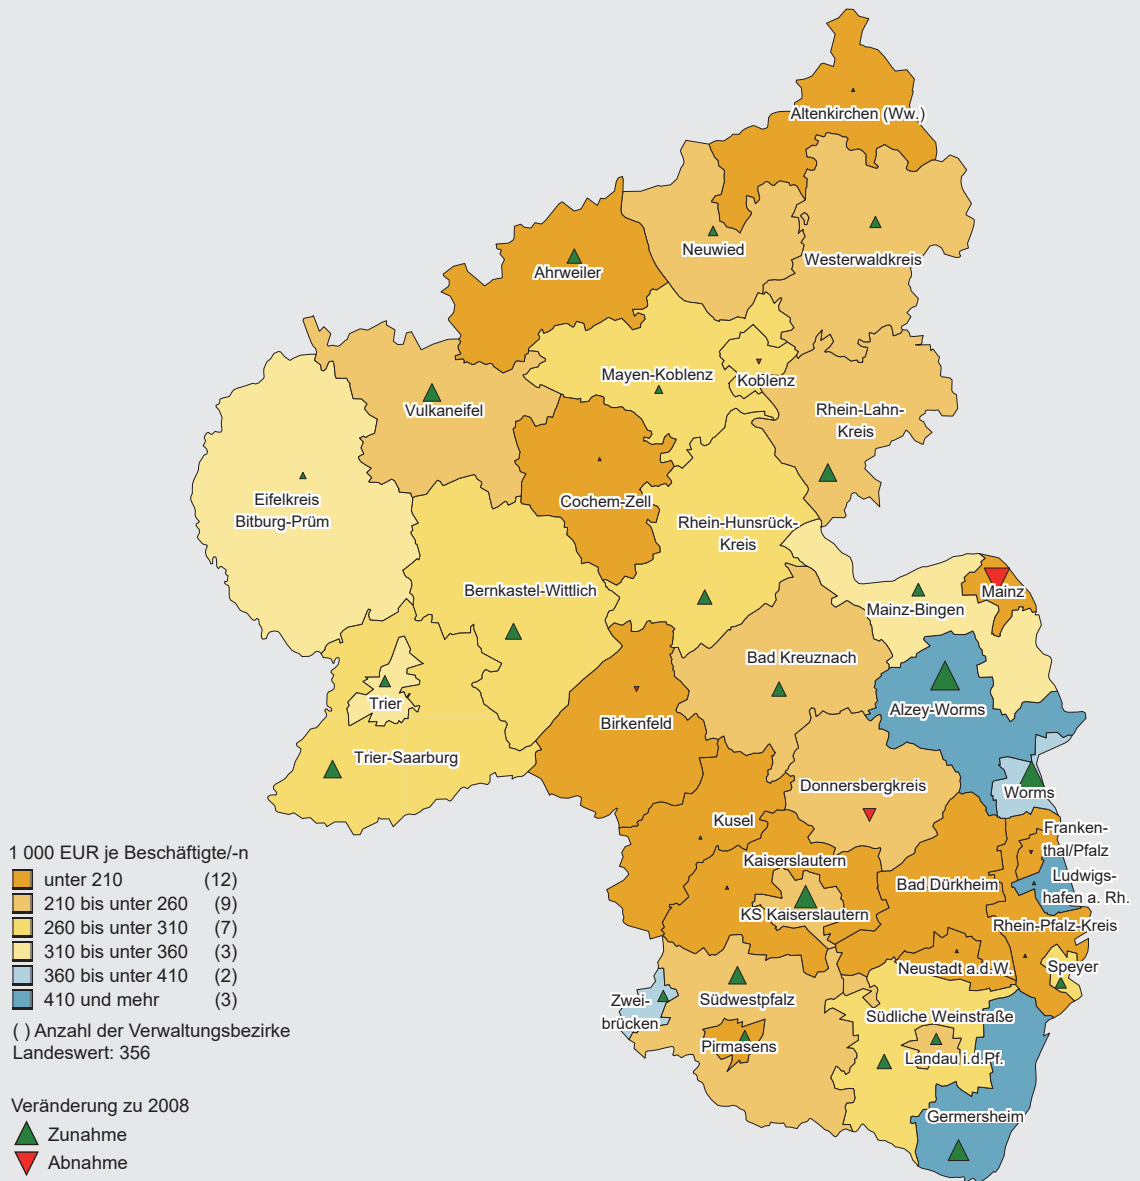 Altenkirchen (Ww.)
Neuwied
Westerwaldkreis
Ahrweiler
Mayen-Koblenz
Koblenz
Vulkaneifel
Rhein-Lahn-
Kreis
Eifelkreis
Bitburg-Prüm
Cochem-Zell
Rhein-Hunsrück-
Kreis
Bernkastel-Wittlich
Mainz
Mainz-Bingen
Trier
Bad Kreuznach
Alzey-Worms
Birkenfeld
Trier-Saarburg
Donnersbergkreis
Worms
Kusel
Franken-
thal/Pfalz
Kaiserslautern
Bad Dürkheim
Ludwigs-
hafen a. Rh.
KS Kaiserslautern
Rhein-Pfalz-Kreis
Neustadt a.d.W.
Speyer
Zwei-
brücken
Südwestpfalz
Südliche Weinstraße
Pirmasens
Landau i.d.Pf.
Germersheim
1 000 EUR je Beschäftigte/-n
unter 210 (12)
210 bis unter 260 (9)
260 bis unter 310 (7)
310 bis unter 360 (3)
360 bis unter 410 (2)
410 und mehr (3)
( ) Anzahl der Verwaltungsbezirke
Landeswert: 356
Veränderung zu 2008
Zunahme
Abnahme